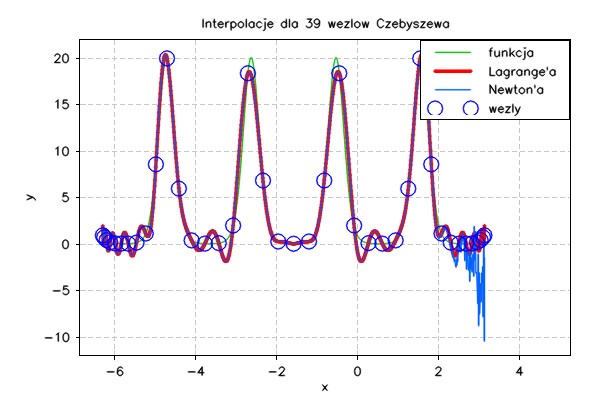 Interpolacje dla 39 wezlow Czebyszewa
funkcja
Lagrange'a
Newton'a
wezly
20
15
10
5
0
−5
−10
y
−6 −4 −2 0 2 4
x